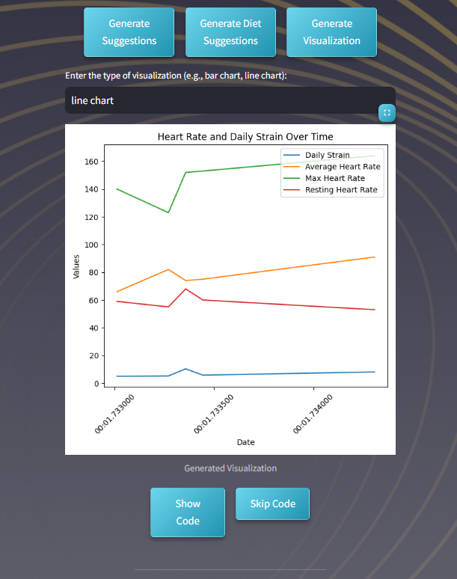 Generate
Suggestions
Generate Diet
Suggestions
Generate
Visualization
Enter the type of visualization (e.g., bar chart, line chart):
line chart
Heart Rate and Daily Strain Over Time
Daily Strain
Average Heart Rate
Max Heart Rate
Resting Heart Rate
Values
160
140
120
100
80
60
40
20
0
00:01.733000
00:01.733500
00:01.734000
Date
Generated Visualization
Show
Code
Skip Code